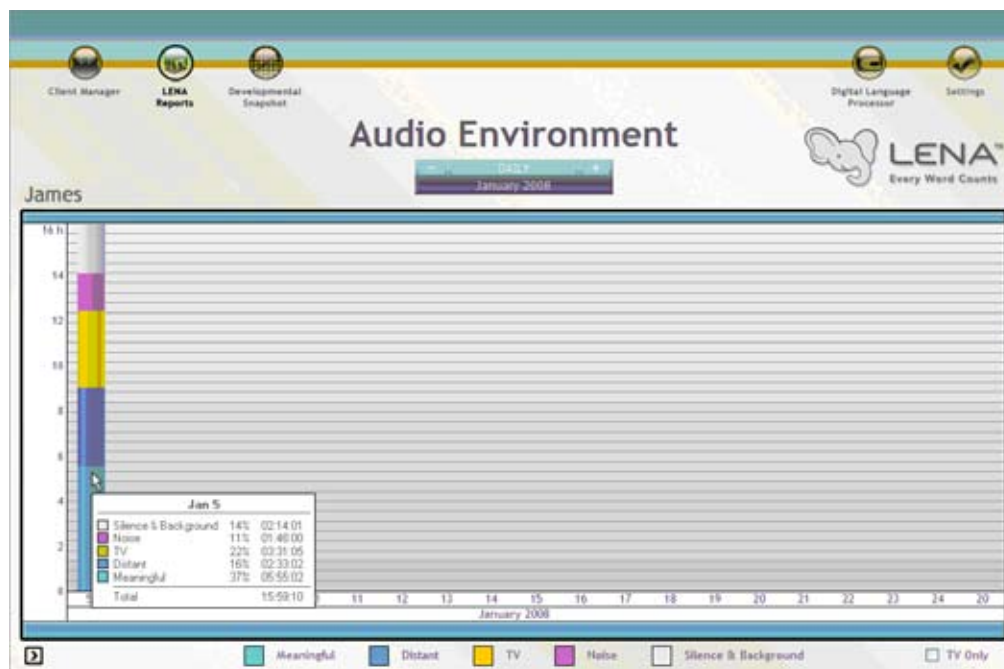 Client Manager
LENA Reports
Developmental Snapshot
Digital Language Processor
Settings
Audio Environment
LENA™
Every Word Counts
− DAILY +
January 2008
James
16 h
14
12
10
8
6
4
2
0
Jan 5
Silence & Background 14% 02:14:01
Noise 11% 01:46:00
TV 22% 03:31:05
Distant 16% 02:33:02
Meaningful 37% 05:55:02
Total 15:59:10
11 12 13 14 15 16 17 18 19 20 21 22 23 24 20
January 2008
Meaningful Distant TV Noise Silence & Background TV Only